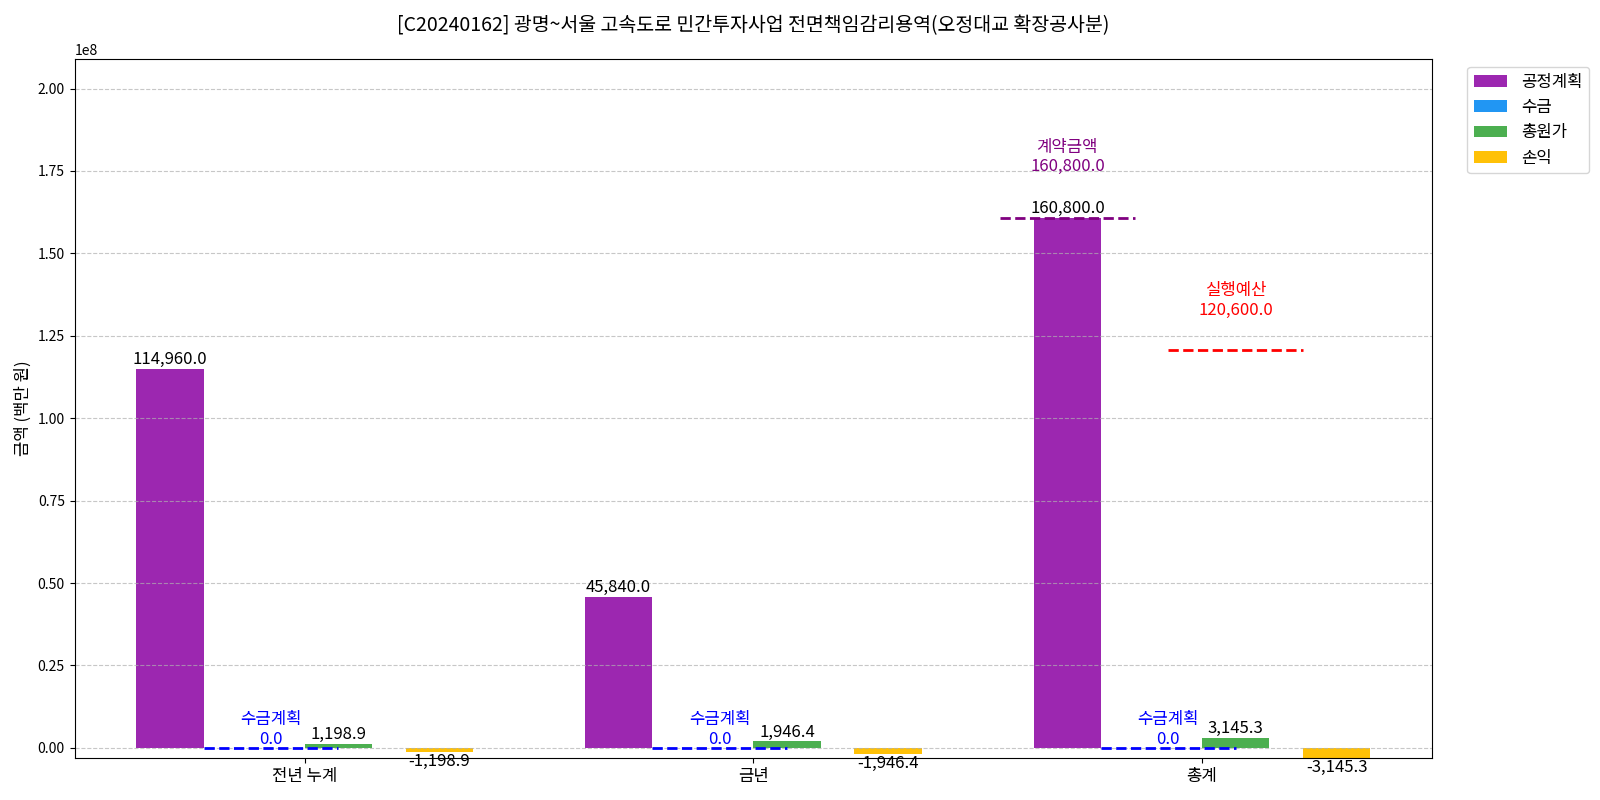 [C20240162] 광명~서울 고속도로 민간투자사업 전면책임감리용역(오정대교 확장공사분)
1e8
공정계획
수금
총원가
손익
금액 (백만 원)
2.00
1.75
1.50
1.25
1.00
0.75
0.50
0.25
0.00
114,960.0
수금계획
0.0
1,198.9
-1,198.9
45,840.0
수금계획
0.0
1,946.4
-1,946.4
계약금액
160,800.0
160,800.0
실행예산
120,600.0
수금계획
0.0
3,145.3
-3,145.3
전년 누계
금년
총계